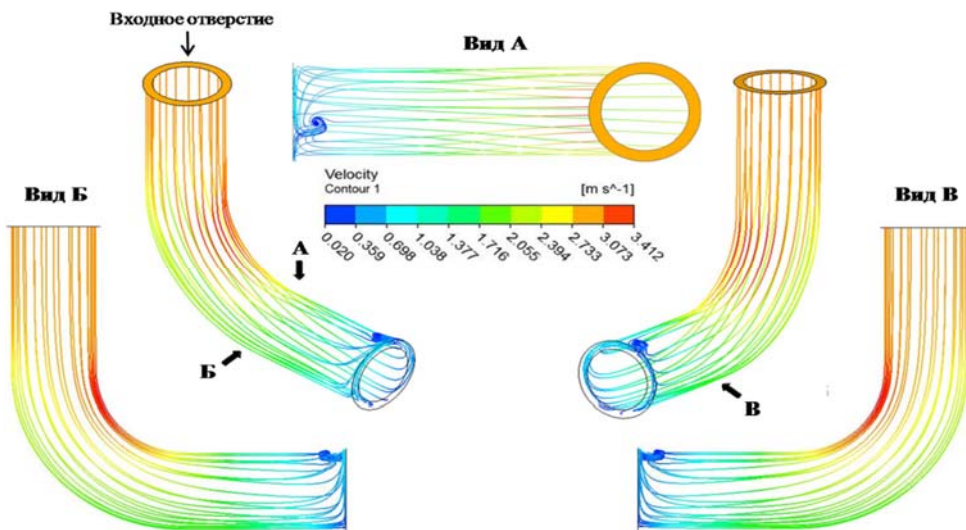 Входное отверстие
Вид А
Velocity
Contour 1
[m s^-1]
0.020
0.359
0.698
1.038
1.377
1.716
2.055
2.394
2.733
3.073
3.412
Вид Б
Вид В
А
Б
В